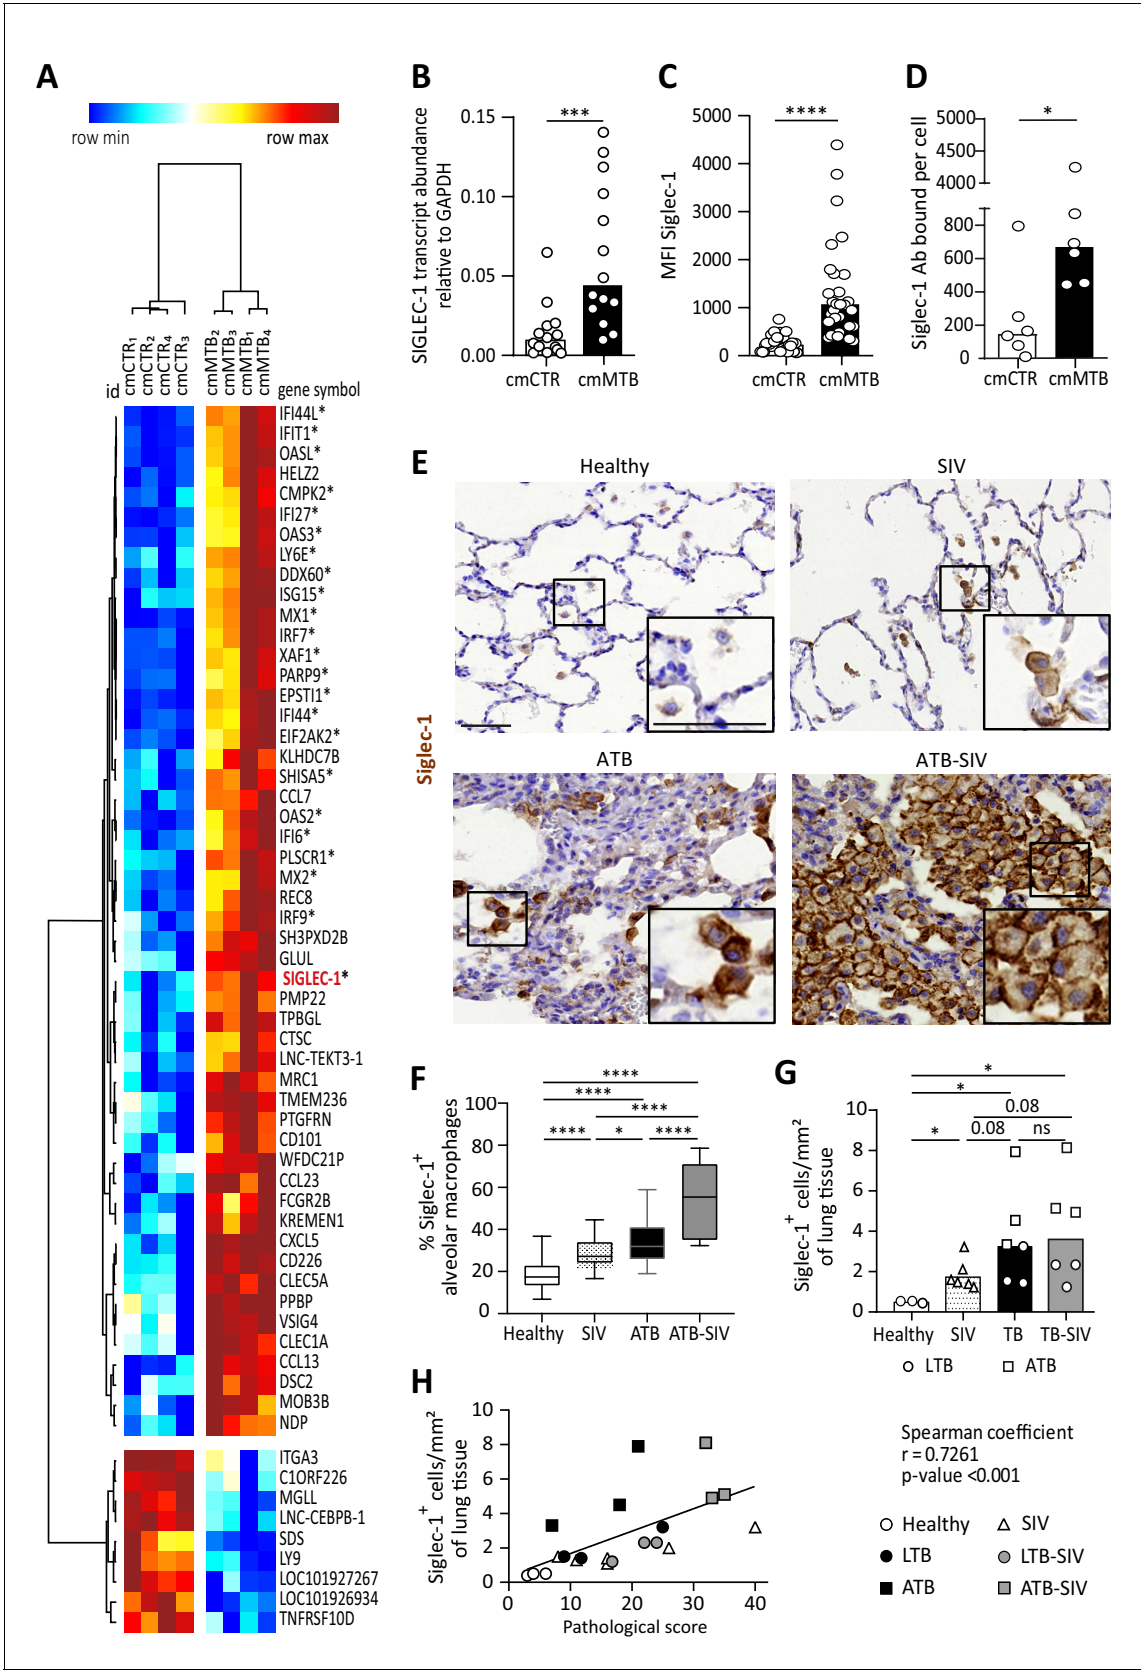 A
row min
row max
id
cmCTR₁
cmCTR₂
cmCTR₄
cmCTR₃
cmMTB₂
cmMTB₃
cmMTB₁
cmMTB₄
gene symbol
IFI44L*
IFIT1*
OASL*
HELZ2
CMPK2*
IFI27*
OAS3*
LY6E*
DDX60*
ISG15*
MX1*
IRF7*
XAF1*
PARP9*
EPSTI1*
IFI44*
EIF2AK2*
KLHDC7B
SHISA5*
CCL7
OAS2*
IFI6*
PLSCR1*
MX2*
REC8
IRF9*
SH3PXD2B
GLUL
SIGLEC-1*
PMP22
TPBGL
CTSC
LNC-TEKT3-1
MRC1
TMEM236
PTGFRN
CD101
WFDC21P
CCL23
FCGR2B
KREMEN1
CXCL5
CD226
CLEC5A
PPBP
VSIG4
CLEC1A
CCL13
DSC2
MOB3B
NDP
ITGA3
C1ORF226
MGLL
LNC-CEBPB-1
SDS
LY9
LOC101927267
LOC101926934
TNFRSF10D
B
SIGLEC-1 transcript abundance
relative to GAPDH
0.15
0.10
0.05
0.00
***
cmCTR cmMTB
C
MFI Siglec-1
5000
4000
3000
2000
1000
0
****
cmCTR cmMTB
D
Siglec-1 Ab bound per cell
5000
4500
4000
800
600
400
200
0
*
cmCTR cmMTB
E
Siglec-1
Healthy
SIV
ATB
ATB-SIV
F
% Siglec-1⁺
alveolar macrophages
100
80
60
40
20
0
****
****
****
**** * ****
Healthy SIV ATB ATB-SIV
G
Siglec-1⁺ cells/mm²
of lung tissue
10
8
6
4
2
0
*
*
0.08
* 0.08 ns
Healthy SIV TB TB-SIV
LTB ATB
H
Siglec-1⁺ cells/mm²
of lung tissue
10
8
6
4
2
0
0 10 20 30 40
Pathological score
Spearman coefficient
r = 0.7261
p-value <0.001
Healthy SIV
LTB LTB-SIV
ATB ATB-SIV